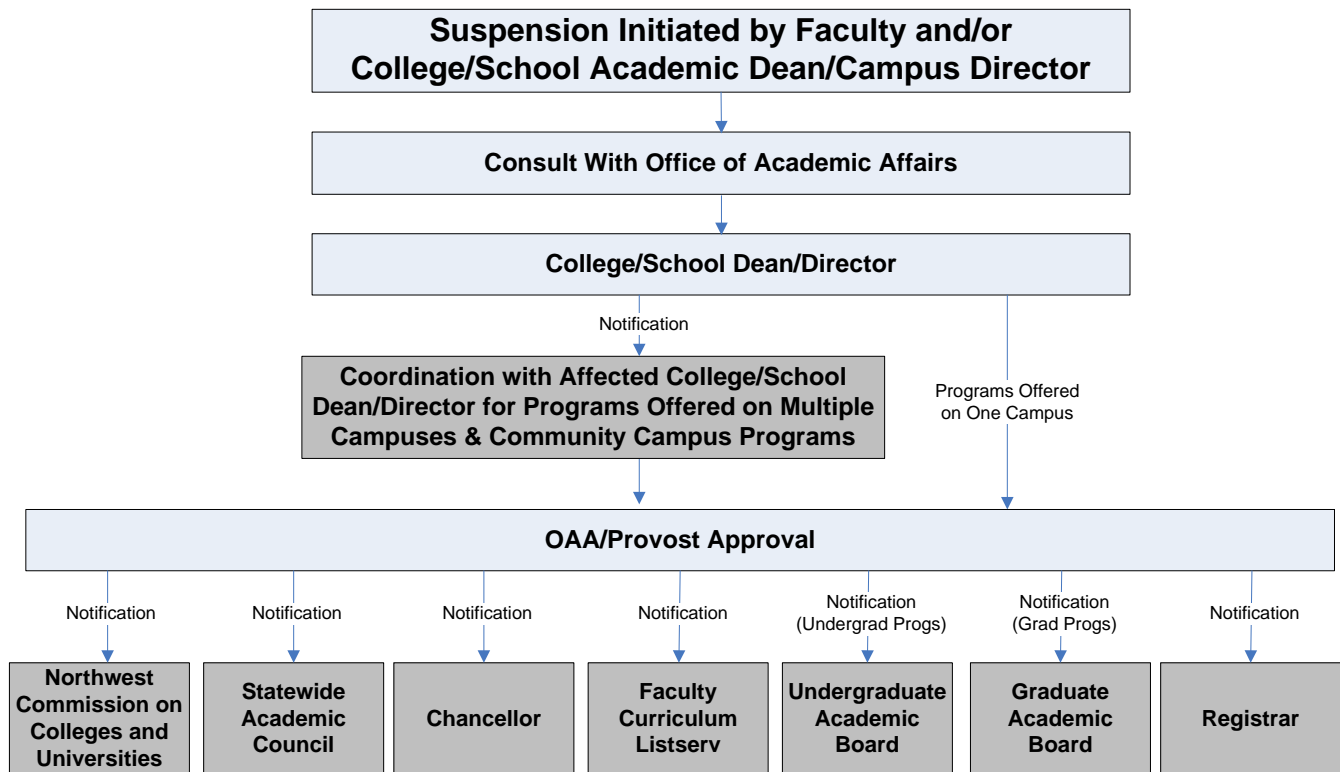 Suspension Initiated by Faculty and/or
College/School Academic Dean/Campus Director
Consult With Office of Academic Affairs
College/School Dean/Director
Notification
Coordination with Affected College/School
Dean/Director for Programs Offered on Multiple
Campuses & Community Campus Programs
Programs Offered
on One Campus
OAA/Provost Approval
Notification
Notification
Notification
Notification
Notification
(Undergrad Progs)
Notification
(Grad Progs)
Notification
Northwest
Commission on
Colleges and
Universities
Statewide
Academic
Council
Chancellor
Faculty
Curriculum
Listserv
Undergraduate
Academic
Board
Graduate
Academic
Board
Registrar